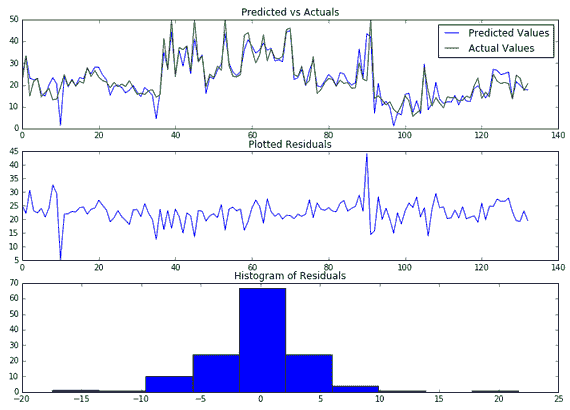 Predicted vs Actuals
50
40
30
20
10
0
Predicted Values
Actual Values
0 20 40 60 80 100 120 140
Plotted Residuals
45
40
35
30
25
20
15
10
5
0 20 40 60 80 100 120 140
Histogram of Residuals
70
60
50
40
30
20
10
0
−20 −15 −10 −5 0 5 10 15 20 25